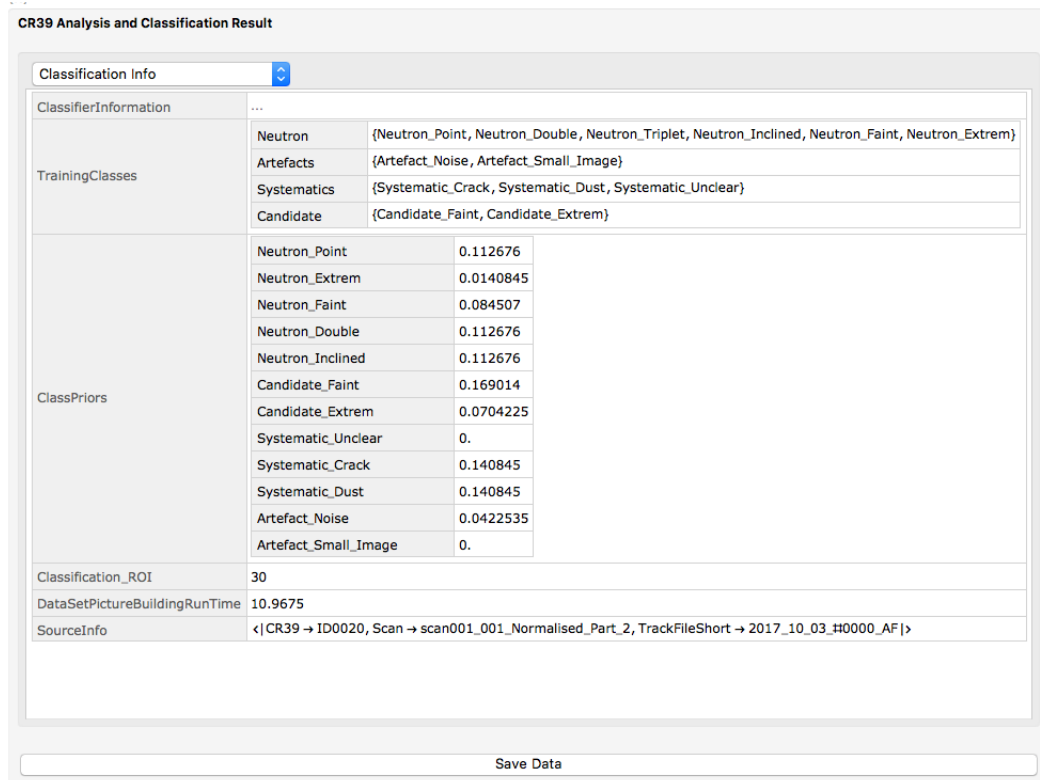 CR39 Analysis and Classification Result
Classification Info
ClassifierInformation ...
TrainingClasses
Neutron {Neutron_Point, Neutron_Double, Neutron_Triplet, Neutron_Inclined, Neutron_Faint, Neutron_Extrem}
Artefacts {Artefact_Noise, Artefact_Small_Image}
Systematics {Systematic_Crack, Systematic_Dust, Systematic_Unclear}
Candidate {Candidate_Faint, Candidate_Extrem}
ClassPriors
Neutron_Point 0.112676
Neutron_Extrem 0.0140845
Neutron_Faint 0.084507
Neutron_Double 0.112676
Neutron_Inclined 0.112676
Candidate_Faint 0.169014
Candidate_Extrem 0.0704225
Systematic_Unclear 0.
Systematic_Crack 0.140845
Systematic_Dust 0.140845
Artefact_Noise 0.0422535
Artefact_Small_Image 0.
Classification_ROI 30
DataSetPictureBuildingRunTime 10.9675
SourceInfo <|CR39 → ID0020, Scan → scan001_001_Normalised_Part_2, TrackFileShort → 2017_10_03_#0000_AF|>
Save Data